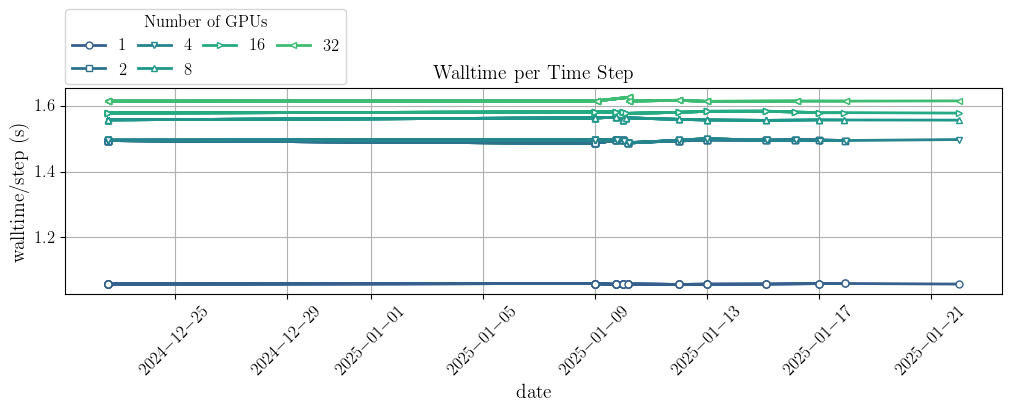 Number of GPUs
1 4 16 32
2 8
Walltime per Time Step
walltime/step (s)
1.6
1.4
1.2
2024−12−25
2024−12−29
2025−01−01
2025−01−05
2025−01−09
2025−01−13
2025−01−17
2025−01−21
date